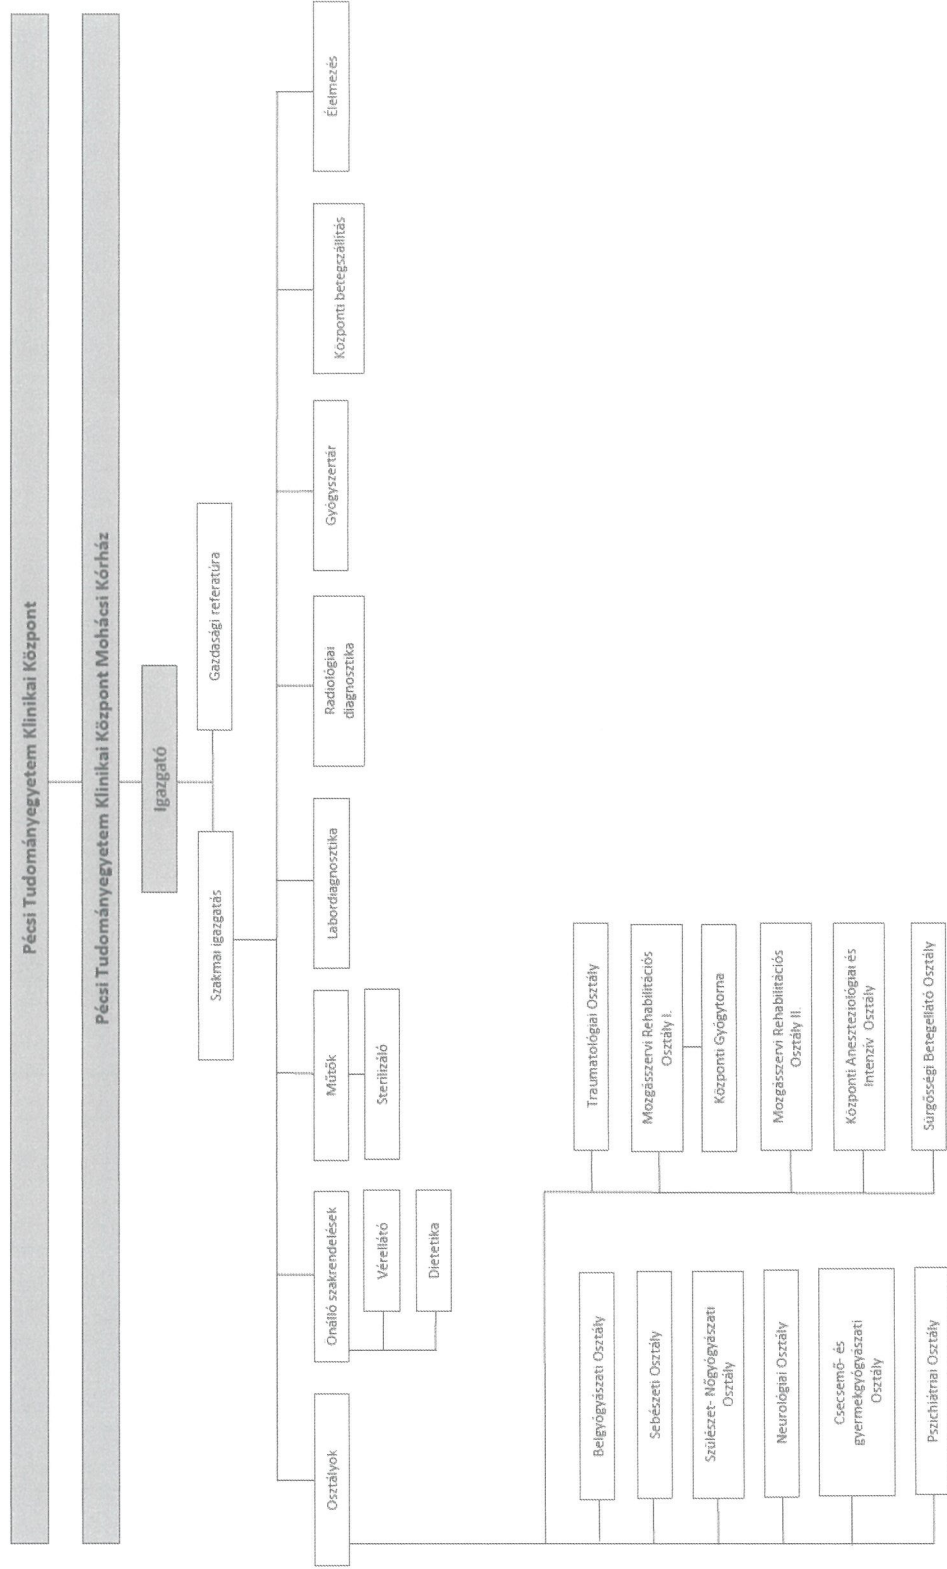 Pécsi Tudományegyetem Klinikai Központ
Pécsi Tudományegyetem Klinikai Központ Mohácsi Kórház
Igazgató
Szakmai igazgatás
Gazdasági referatúra
Osztályok
Önálló szakrendelések
Műtők
Labordiagnosztika
Radiológiai
diagnosztika
Gyógyszertár
Központi betegszállítás
Élelmezés
Vérellátó
Dietetika
Sterilizáló
Belgyógyászati Osztály
Sebészeti Osztály
Szülészet- Nőgyógyászati
Osztály
Neurológiai Osztály
Csecsemő- és
gyermekgyógyászati
Osztály
Pszichiátriai Osztály
Traumatológiai Osztály
Mozgásszervi Rehabilitációs
Osztály I.
Központi Gyógytorna
Mozgásszervi Rehabilitációs
Osztály II.
Központi Aneszteziológiai és
Intenzív Osztály
Sürgősségi Betegellátó Osztály